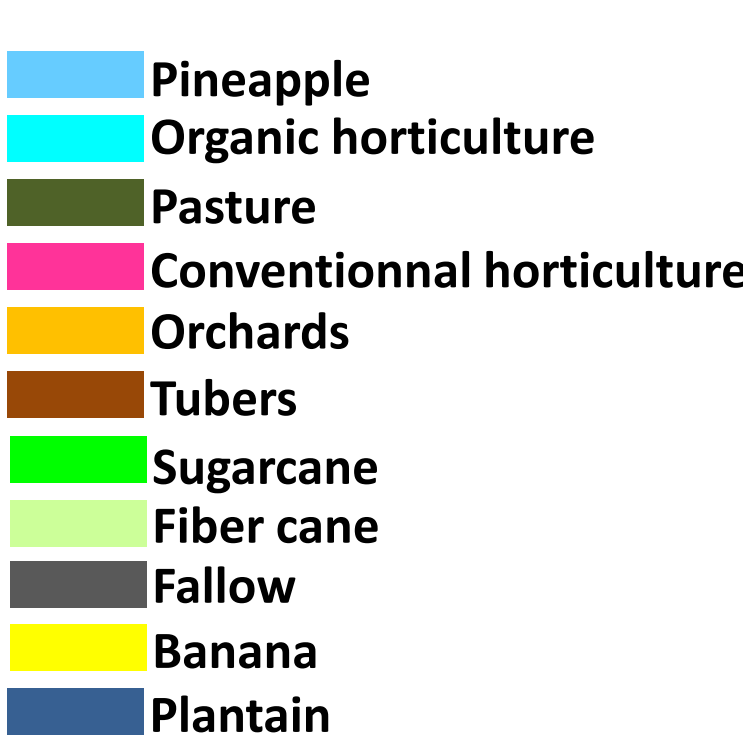 Pineapple
Organic horticulture
Pasture
Conventionnal horticulture
Orchards
Tubers
Sugarcane
Fiber cane
Fallow
Banana
Plantain